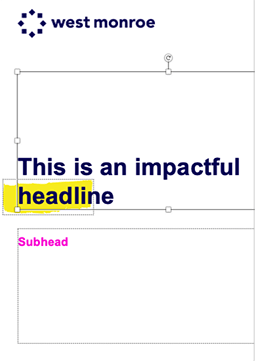 west monroe
This is an impactful
headline
Subhead